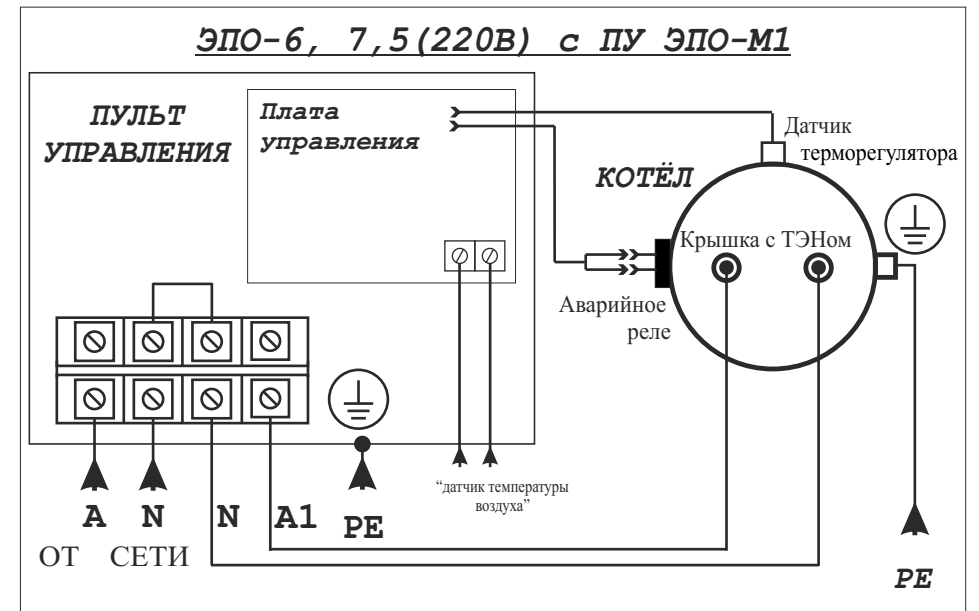 ЭПО-6, 7,5(220В) с ПУ ЭПО-М1
ПУЛЬТ
УПРАВЛЕНИЯ
Плата
управления
Датчик
терморегулятора
КОТЁЛ
Крышка с ТЭНом
Аварийное
реле
“датчик температуры
воздуха”
A N N A1 PE
ОТ СЕТИ
PE